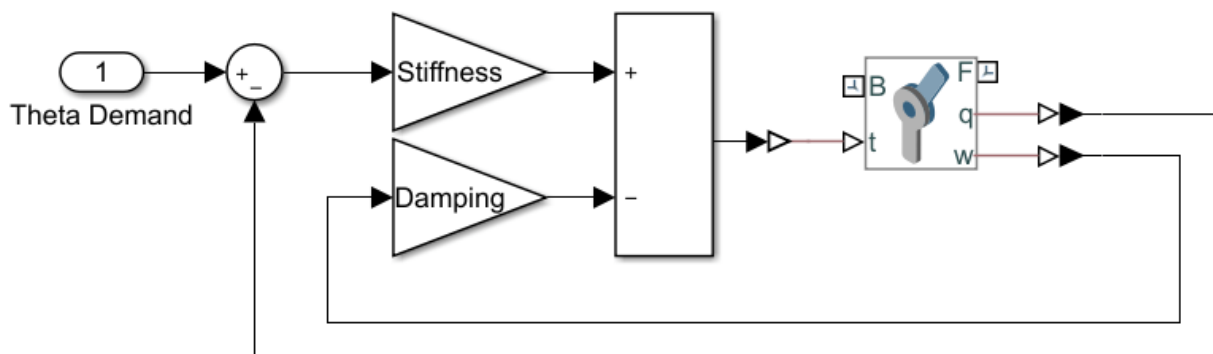 1
Theta Demand
+
−
Stiffness
Damping
+
−
B
F
q
t
w